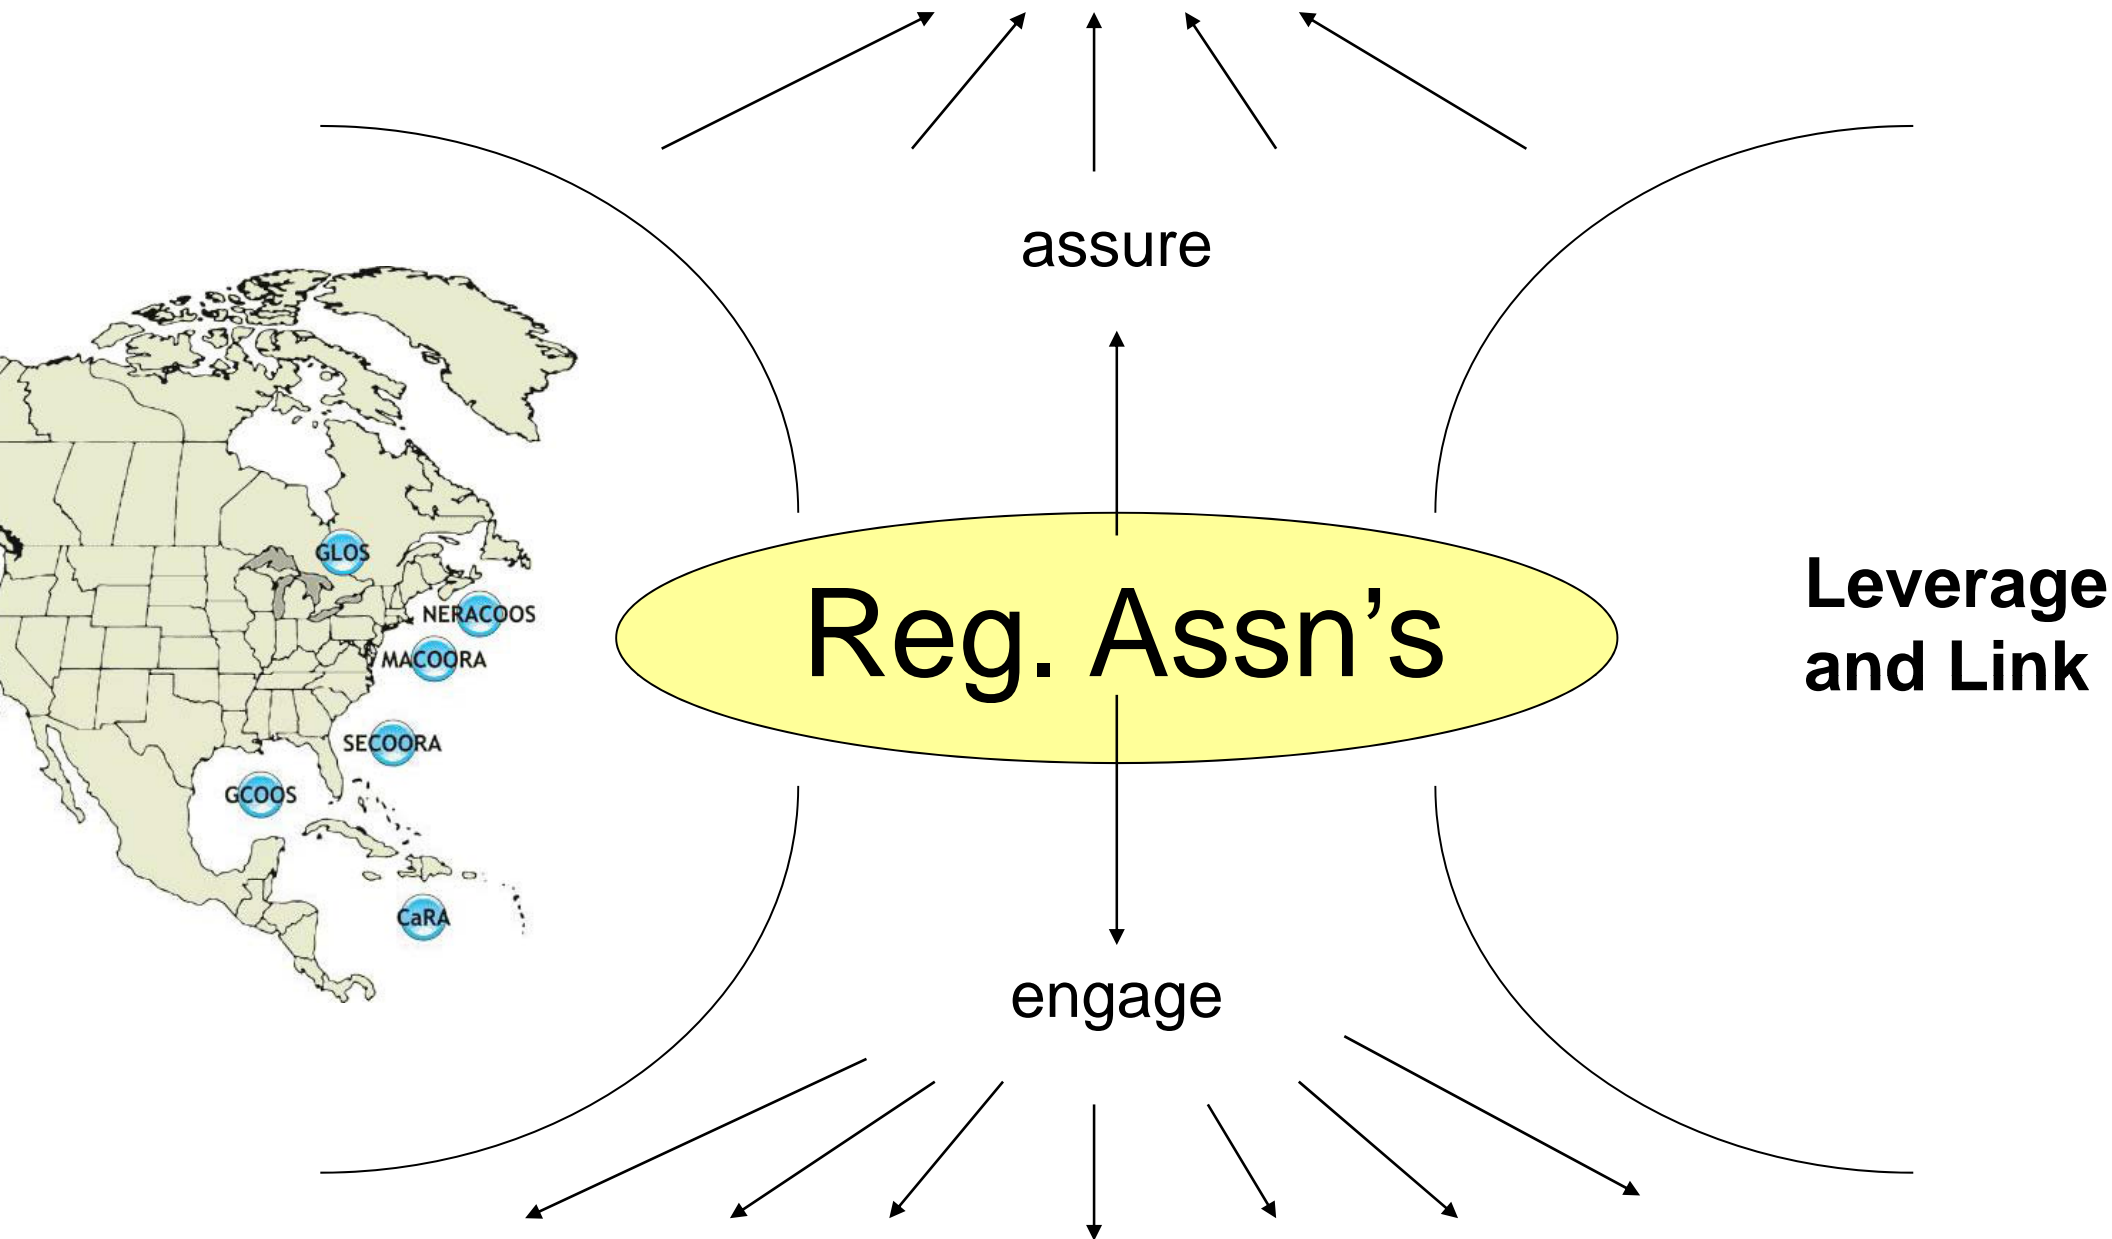 assure
GLOS
NERACOOS
MACOORA
SECOORA
GCOOS
CaRA
Reg. Assn’s
Leverage
and Link
engage